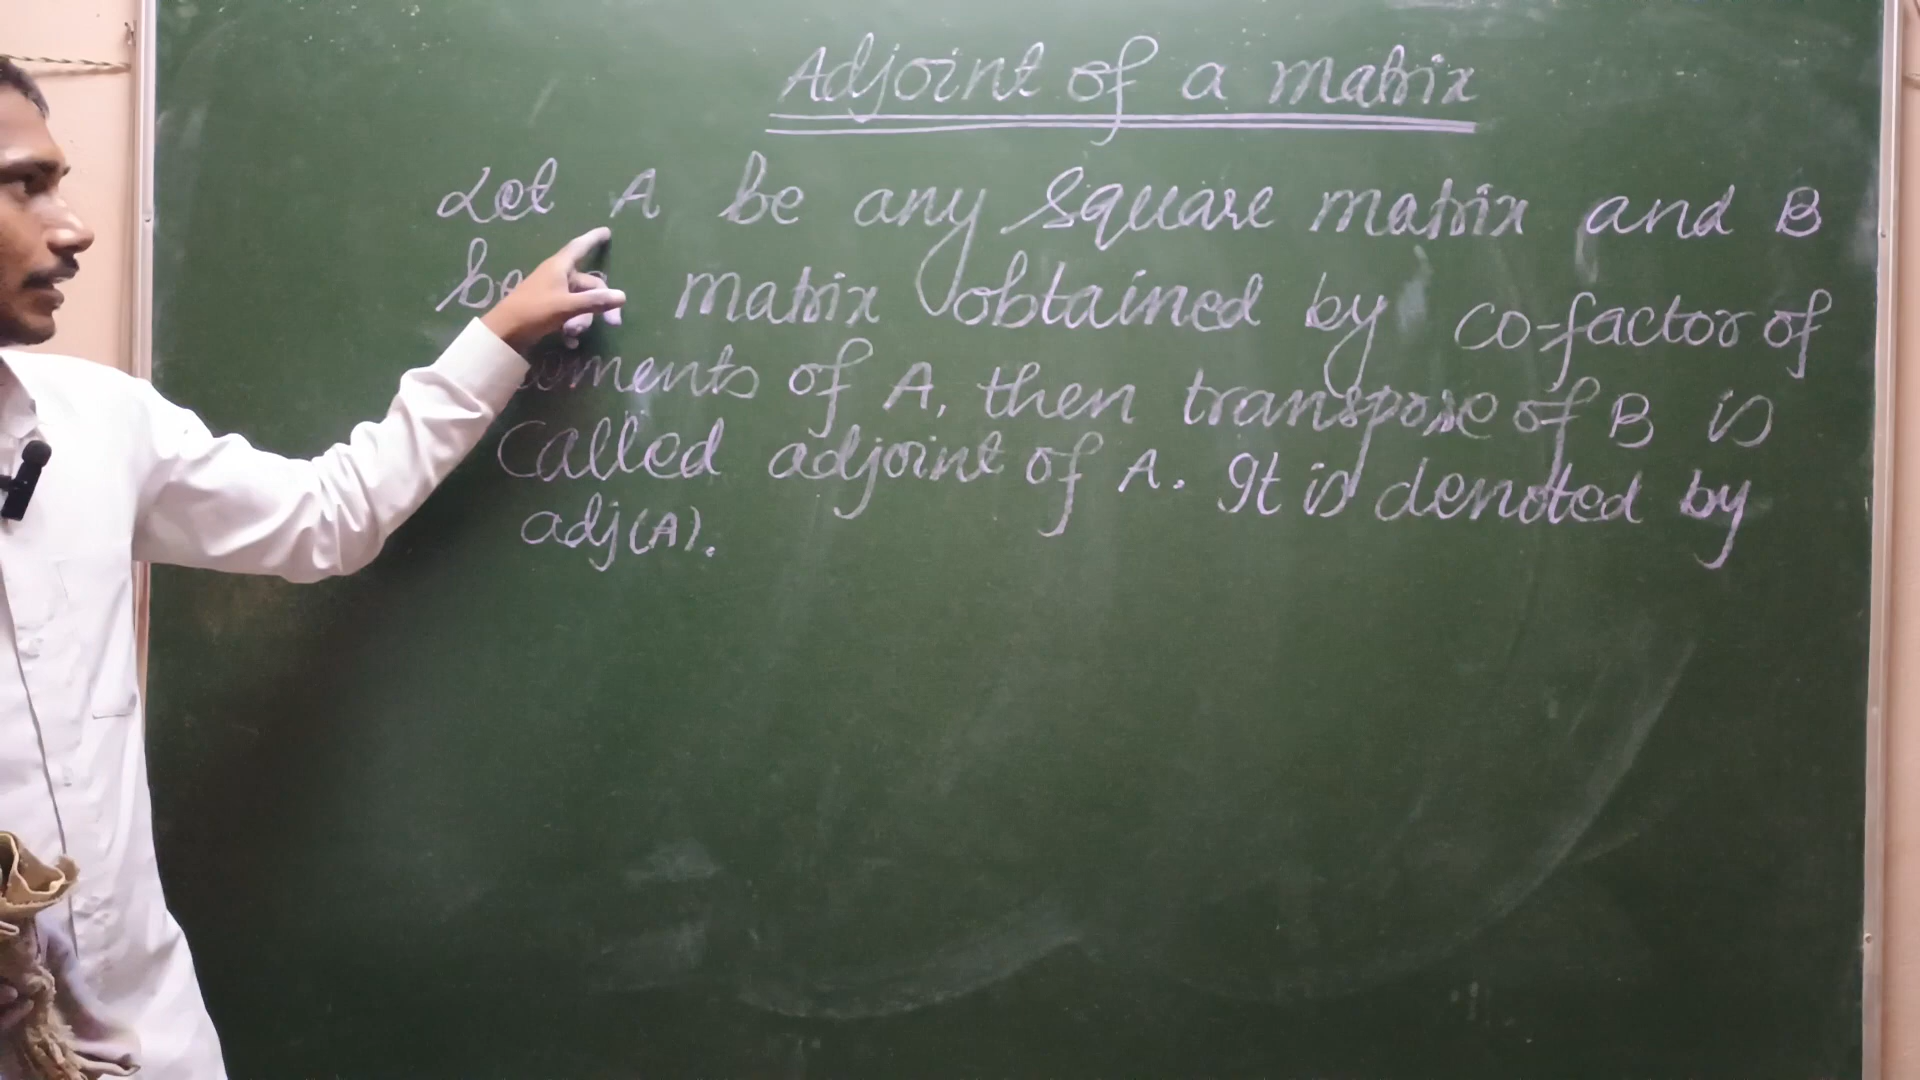 Adjoint of a matrix
Let A be any square matrix and B
be matrix obtained by co-factor of
of A, then transpose of B is
called adjoint of A. It is denoted by
adj(A).